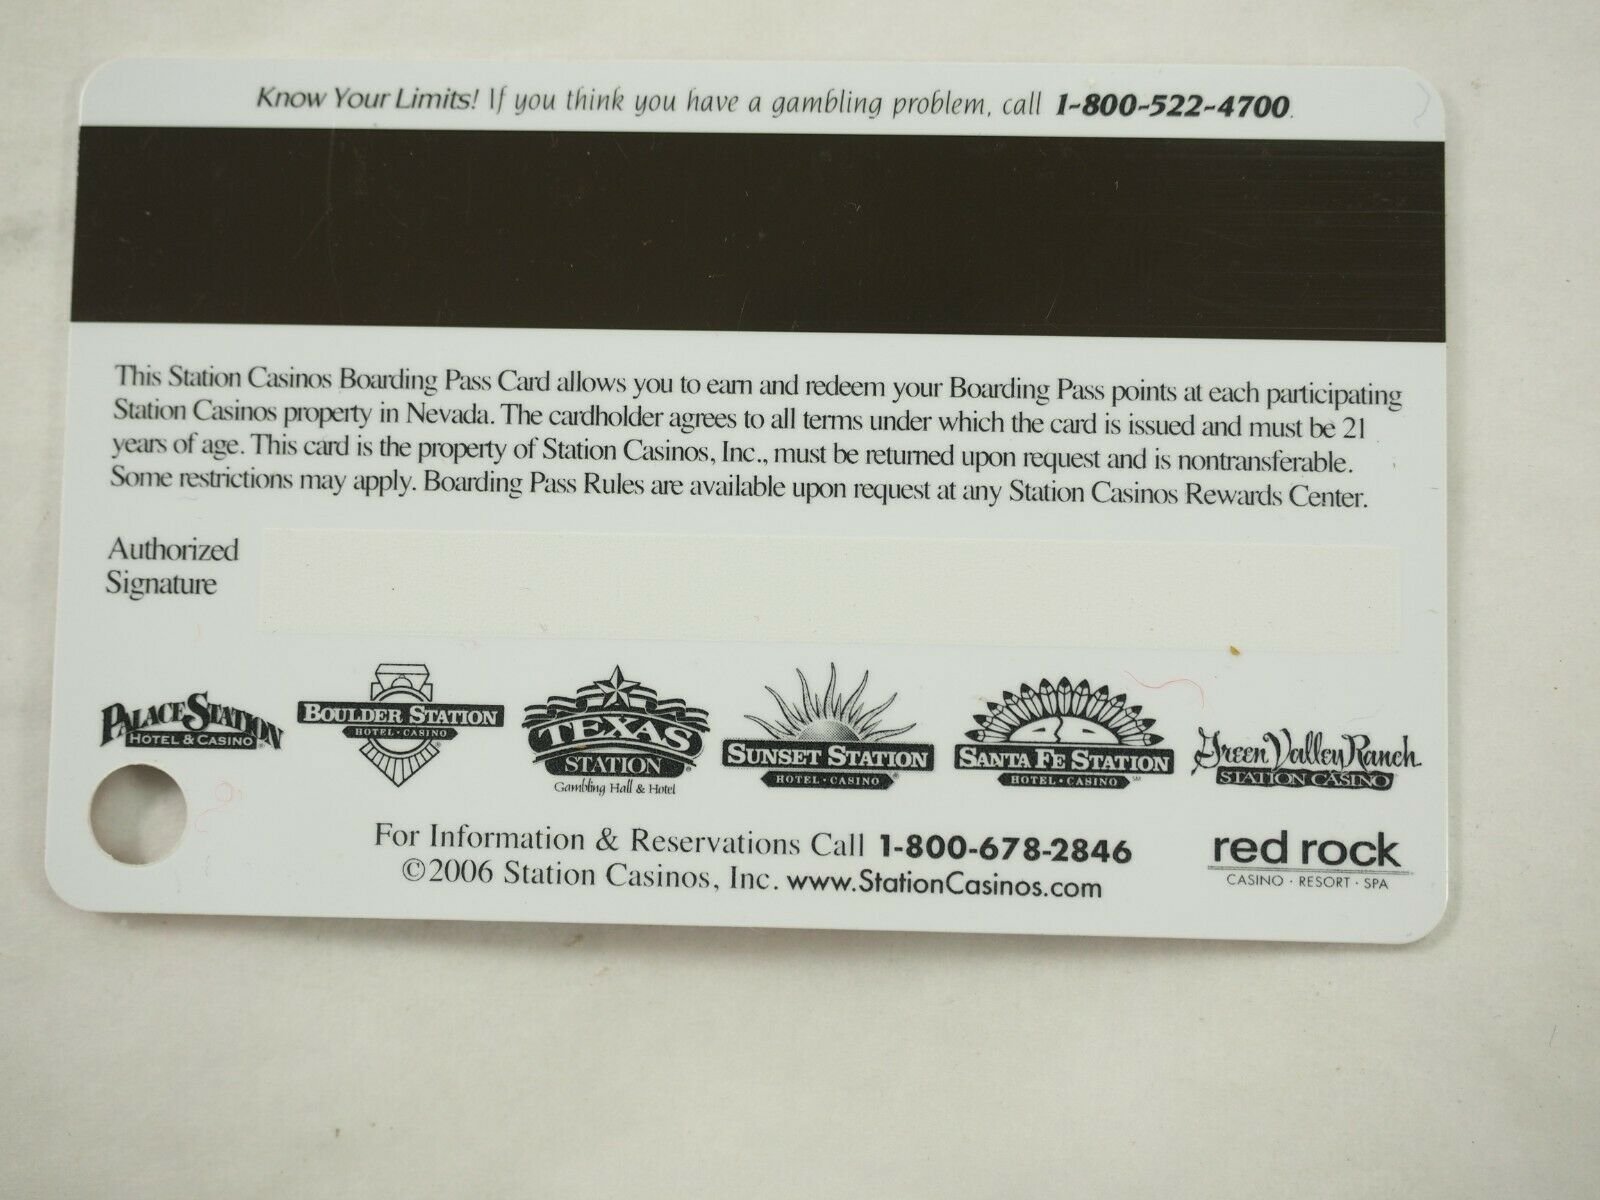 Know Your Limits! If you think you have a gambling problem, call 1-800-522-4700.
This Station Casinos Boarding Pass Card allows you to earn and redeem your Boarding Pass points at each participating
Station Casinos property in Nevada. The cardholder agrees to all terms under which the card is issued and must be 21
years of age. This card is the property of Station Casinos, Inc., must be returned upon request and is nontransferable.
Some restrictions may apply. Boarding Pass Rules are available upon request at any Station Casinos Rewards Center.
Authorized
Signature
PALACE STATION
HOTEL & CASINO
BOULDER STATION
HOTEL · CASINO
TEXAS
STATION
Gambling Hall & Hotel
SUNSET STATION
HOTEL · CASINO
SANTA FE STATION
HOTEL · CASINO
Green Valley Ranch
STATION CASINO
For Information & Reservations Call 1-800-678-2846
©2006 Station Casinos, Inc. www.StationCasinos.com
red rock
CASINO · RESORT · SPA